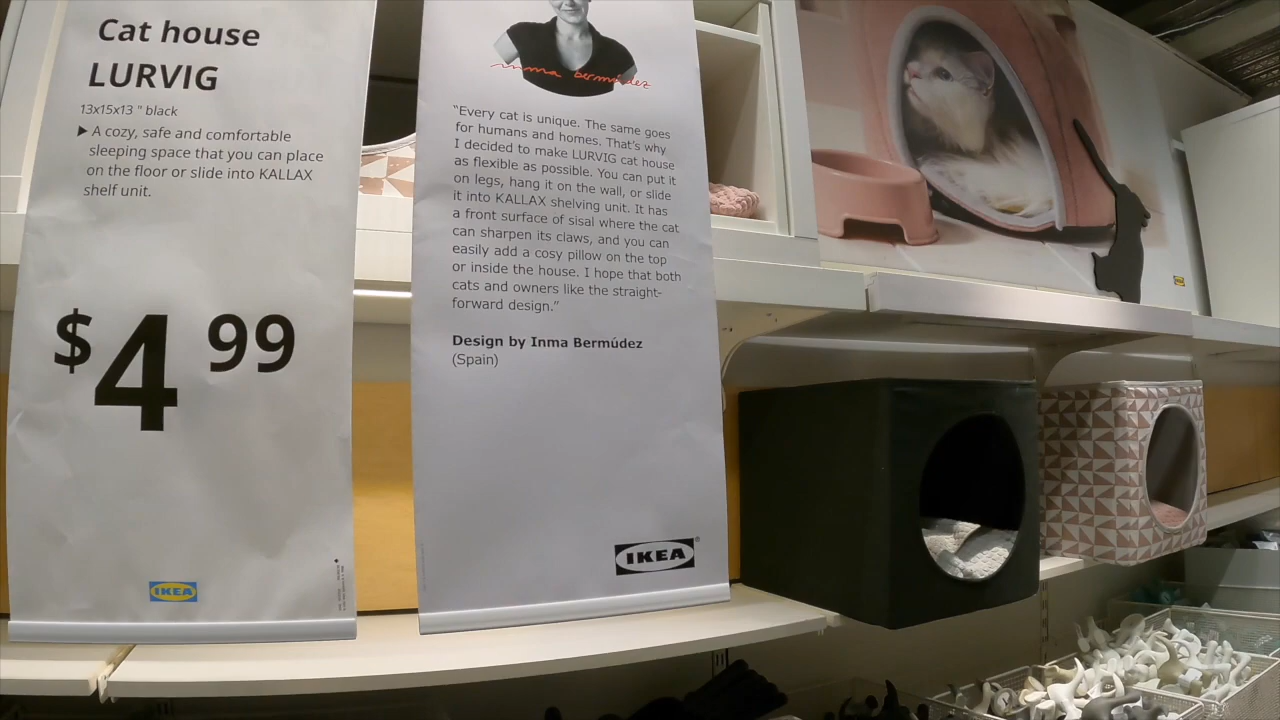 Cat house
LURVIG
13x15x13 " black
▶ A cozy, safe and comfortable
sleeping space that you can place
on the floor or slide into KALLAX
shelf unit.
$4 99
IKEA
inma bermúdez
“Every cat is unique. The same goes
for humans and homes. That’s why
I decided to make LURVIG cat house
as flexible as possible. You can put it
on legs, hang it on the wall, or slide
it into KALLAX shelving unit. It has
a front surface of sisal where the cat
can sharpen its claws, and you can
easily add a cosy pillow on the top
or inside the house. I hope that both
cats and owners like the straight-
forward design.”
Design by Inma Bermúdez
(Spain)
IKEA
IKEA